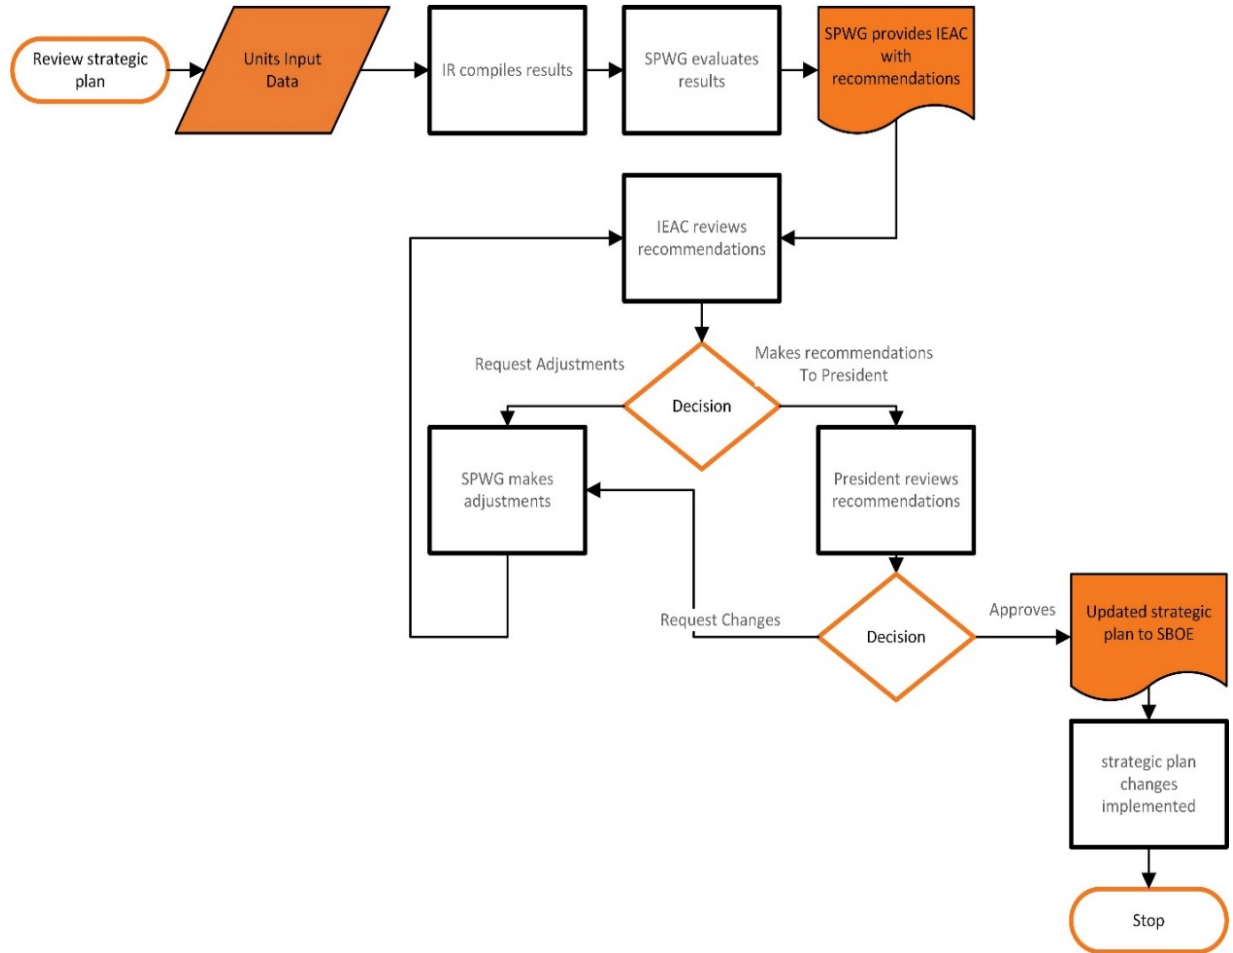 Review strategic
plan
Units Input
Data
IR compiles results
SPWG evaluates
results
SPWG provides IEAC
with
recommendations
IEAC reviews
recommendations
Request Adjustments
Makes recommendations
To President
Decision
SPWG makes
adjustments
President reviews
recommendations
Request Changes
Decision
Approves
Updated strategic
plan to SBOE
strategic plan
changes
implemented
Stop